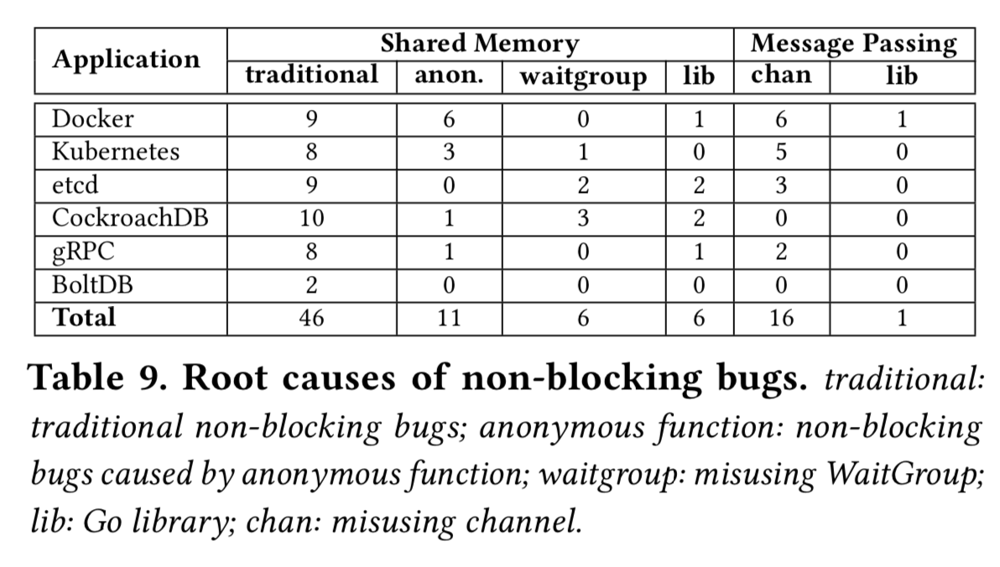 Application Shared Memory Message Passing
traditional anon. waitgroup lib chan lib
Docker 9 6 0 1 6 1
Kubernetes 8 3 1 0 5 0
etcd 9 0 2 2 3 0
CockroachDB 10 1 3 2 0 0
gRPC 8 1 0 1 2 0
BoltDB 2 0 0 0 0 0
Total 46 11 6 6 16 1
Table 9. Root causes of non-blocking bugs. traditional:
traditional non-blocking bugs; anonymous function: non-blocking
bugs caused by anonymous function; waitgroup: misusing WaitGroup;
lib: Go library; chan: misusing channel.